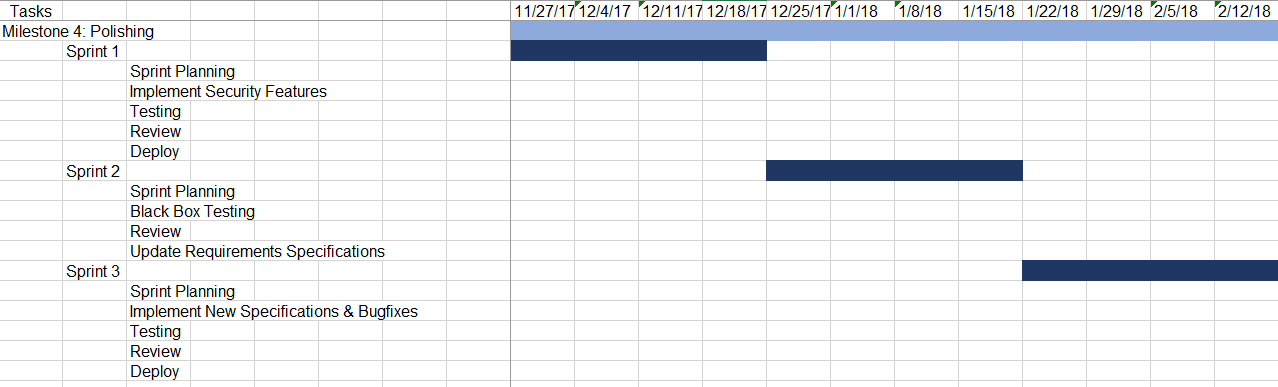 Tasks 11/27/17 12/4/17 12/11/17 12/18/17 12/25/17 1/1/18 1/8/18 1/15/18 1/22/18 1/29/18 2/5/18 2/12/18
Milestone 4: Polishing
Sprint 1
Sprint Planning
Implement Security Features
Testing
Review
Deploy
Sprint 2
Sprint Planning
Black Box Testing
Review
Update Requirements Specifications
Sprint 3
Sprint Planning
Implement New Specifications & Bugfixes
Testing
Review
Deploy